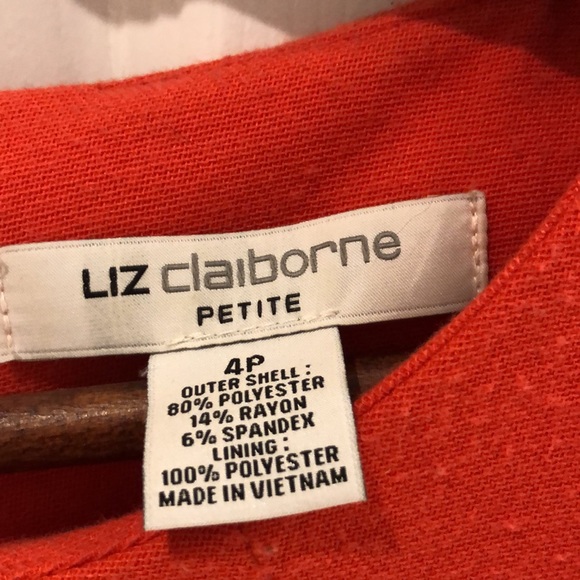 LIZ claiborne
PETITE
4P
OUTER SHELL :
80% POLYESTER
14% RAYON
6% SPANDEX
LINING :
100% POLYESTER
MADE IN VIETNAM